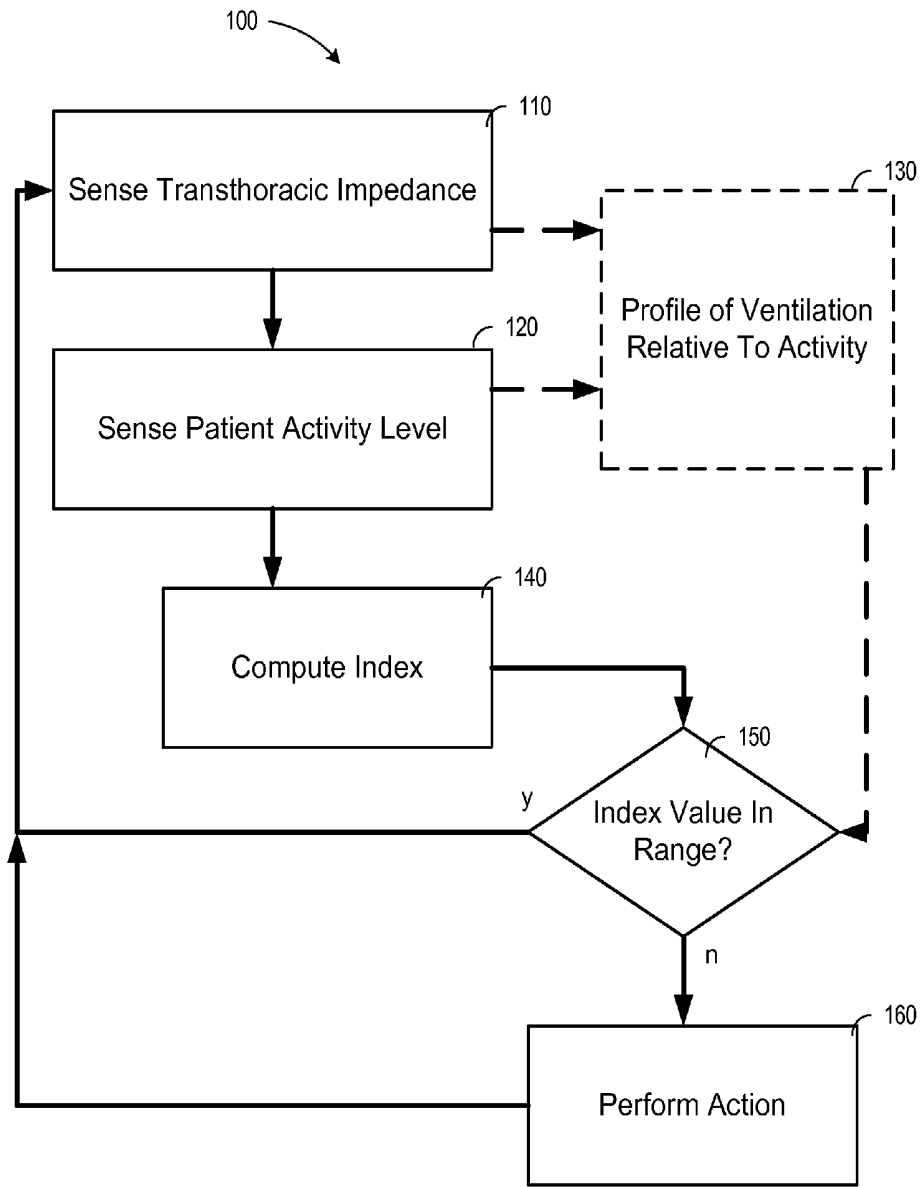 100
110
Sense Transthoracic Impedance
130
Profile of Ventilation
Relative To Activity
120
Sense Patient Activity Level
140
Compute Index
150
y
Index Value In
Range?
n
160
Perform Action